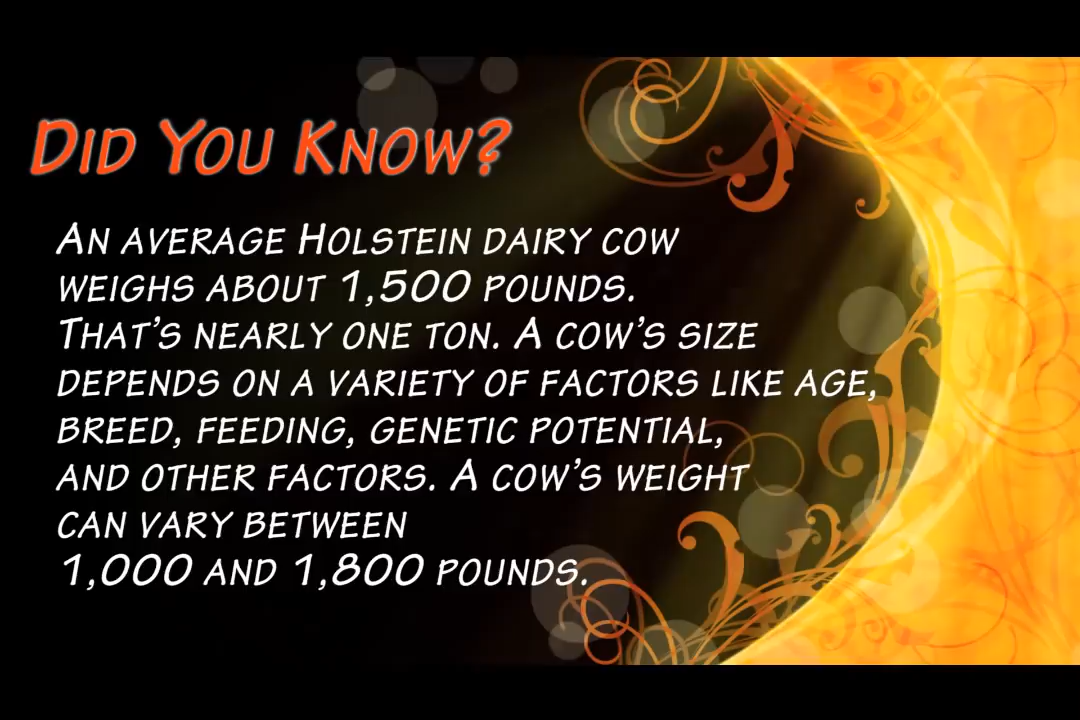 Did You Know?
An average Holstein dairy cow
weighs about 1,500 pounds.
That's nearly one ton. A cow's size
depends on a variety of factors like age,
breed, feeding, genetic potential,
and other factors. A cow's weight
can vary between
1,000 and 1,800 pounds.